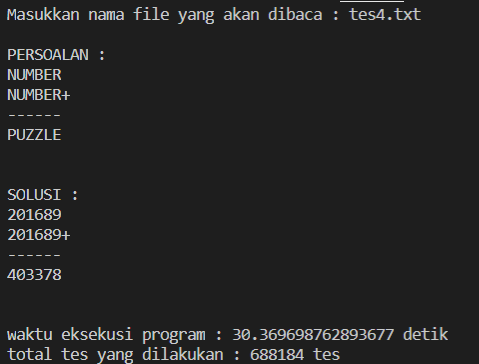 Masukkan nama file yang akan dibaca : tes4.txt
PERSOALAN :
NUMBER
NUMBER+
------
PUZZLE
SOLUSI :
201689
201689+
------
403378
waktu eksekusi program : 30.369698762893677 detik
total tes yang dilakukan : 688184 tes